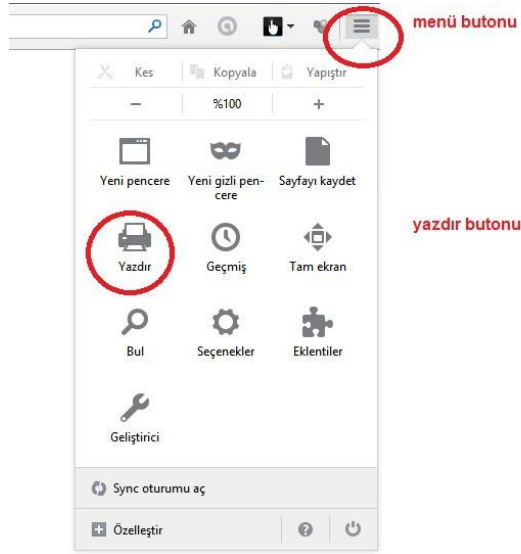 menü butonu
Kes
Kopyala
Yapıştır
%100
Yeni pencere
Yeni gizli pen-
cere
Sayfayı kaydet
yazdır butonu
Yazdır
Geçmiş
Tam ekran
Bul
Seçenekler
Eklentiler
Geliştirici
Sync oturumu aç
Özelleştir